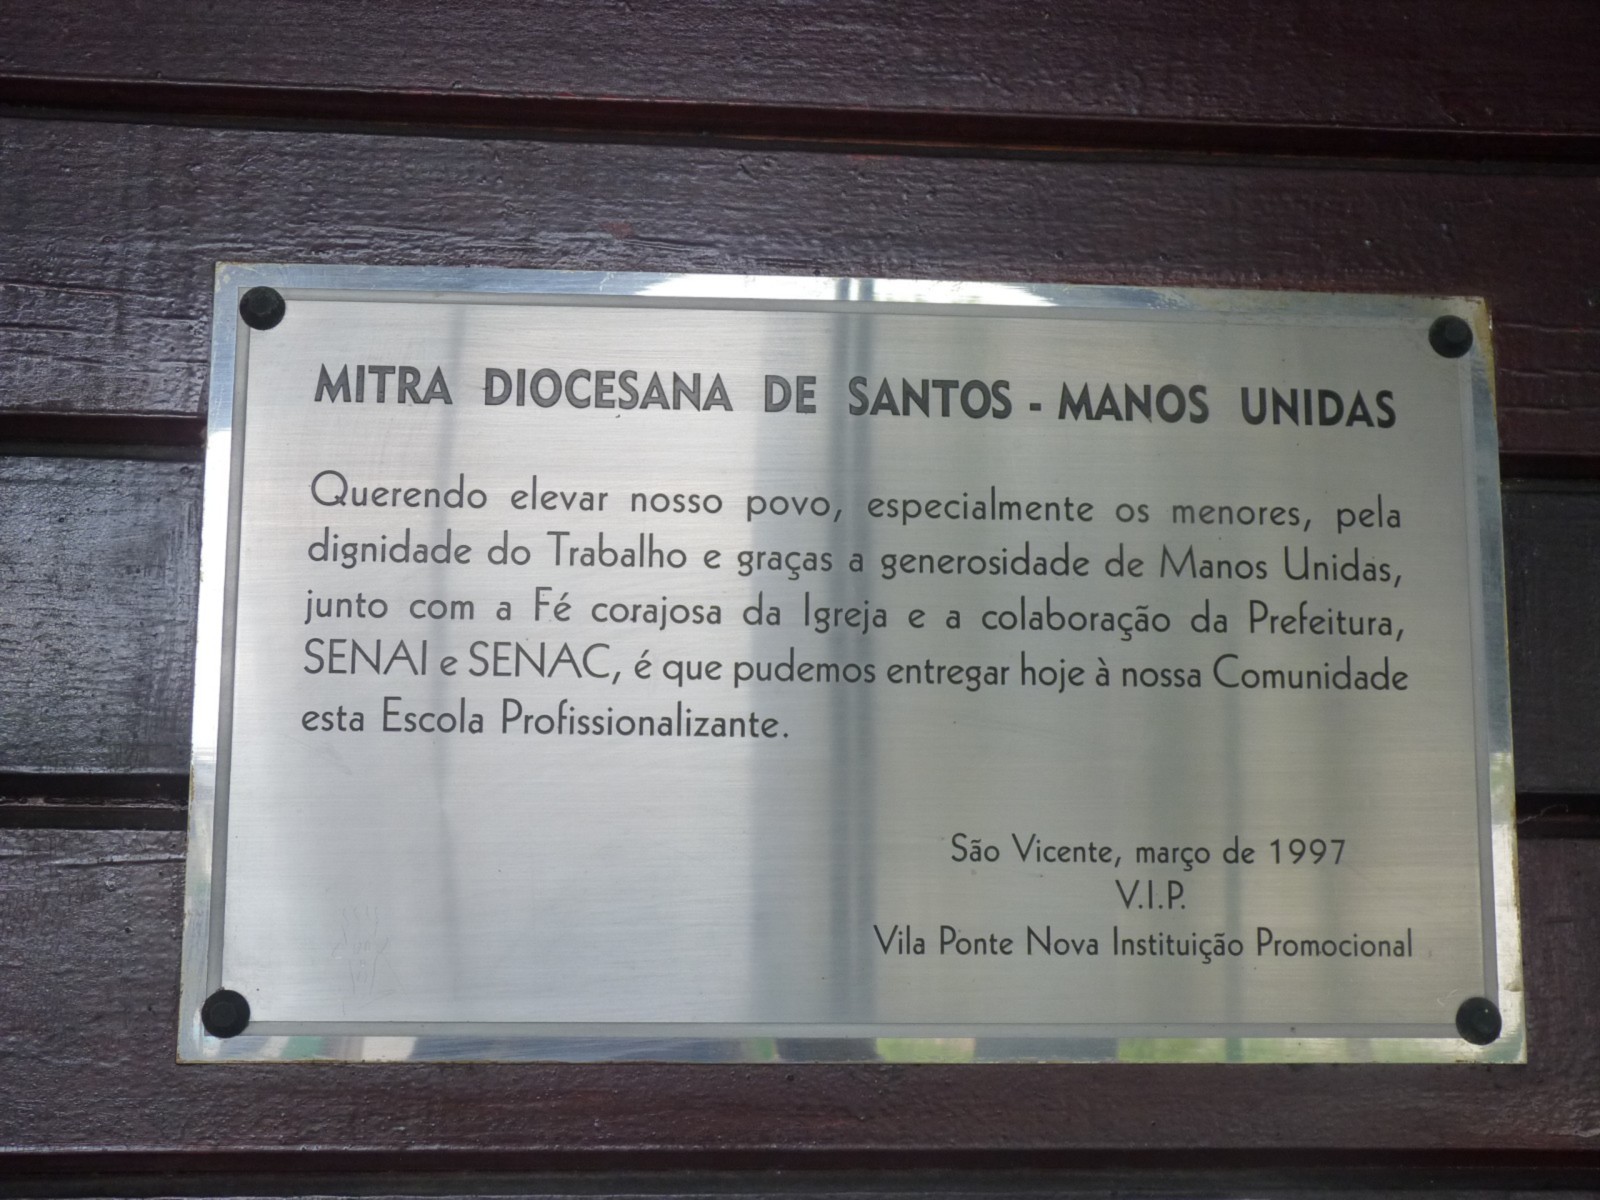 MITRA DIOCESANA DE SANTOS - MANOS UNIDAS
Querendo elevar nosso povo, especialmente os menores, pela
dignidade do Trabalho e graças a generosidade de Manos Unidas,
junto com a Fé corajosa da Igreja e a colaboração da Prefeitura,
SENAI e SENAC, é que pudemos entregar hoje à nossa Comunidade
esta Escola Profissionalizante.
São Vicente, março de 1997
V.I.P.
Vila Ponte Nova Instituição Promocional